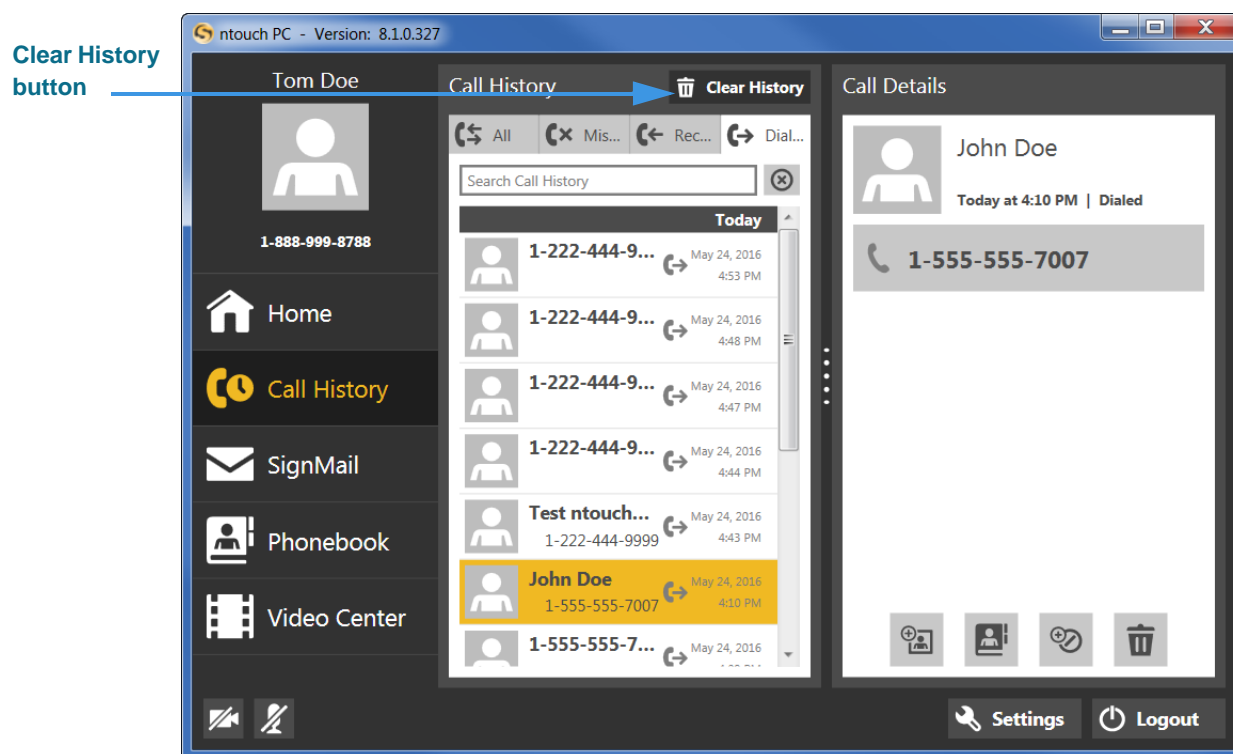 ntouch PC - Version: 8.1.0.327
Clear History
button
Tom Doe
1-888-999-8788
Home
Call History
SignMail
Phonebook
Video Center
Call History
Clear History
All
Mis...
Rec...
Dial...
Search Call History
Today
1-222-444-9... May 24, 2016
4:53 PM
1-222-444-9... May 24, 2016
4:48 PM
1-222-444-9... May 24, 2016
4:47 PM
1-222-444-9... May 24, 2016
4:44 PM
Test ntouch... May 24, 2016
1-222-444-9999 4:43 PM
John Doe May 24, 2016
1-555-555-7007 4:10 PM
1-555-555-7... May 24, 2016
Call Details
John Doe
Today at 4:10 PM | Dialed
1-555-555-7007
Settings
Logout